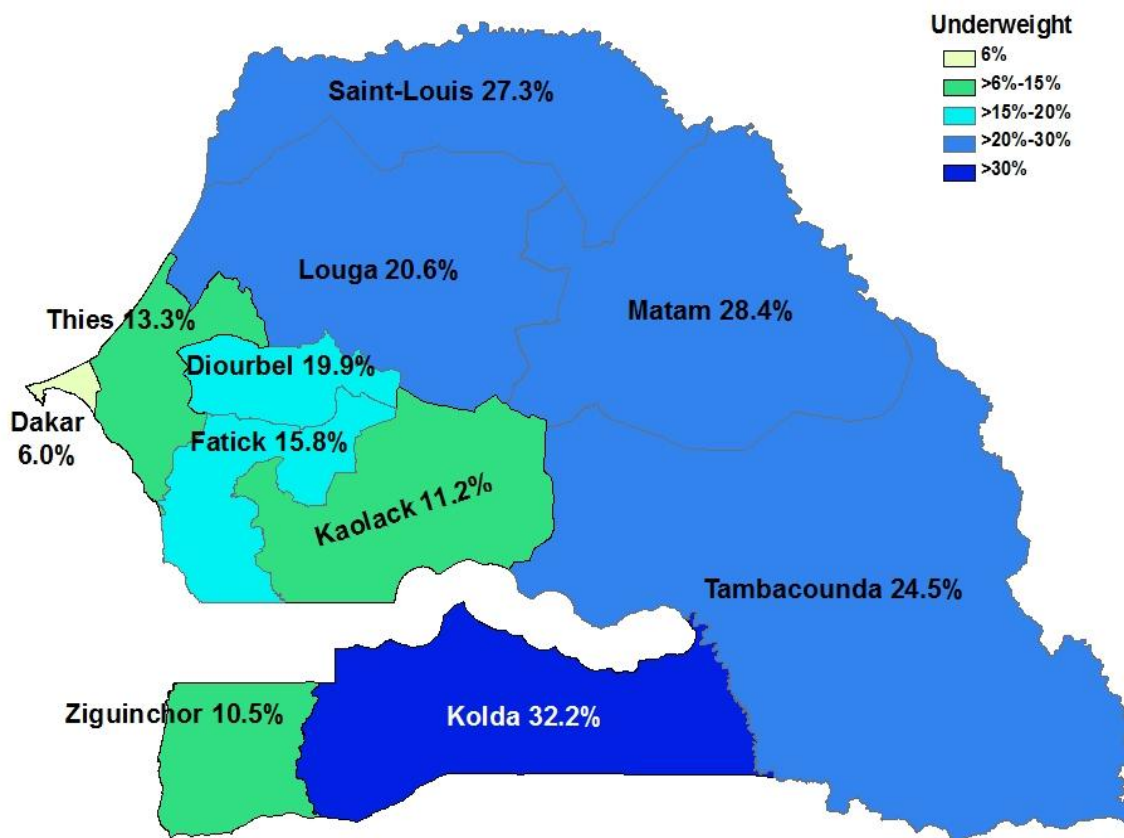 Underweight
6%
>6%-15%
>15%-20%
>20%-30%
>30%
Saint-Louis 27.3%
Louga 20.6%
Matam 28.4%
Thies 13.3%
Diourbel 19.9%
Dakar
6.0%
Fatick 15.8%
Kaolack 11.2%
Tambacounda 24.5%
Ziguinchor 10.5%
Kolda 32.2%